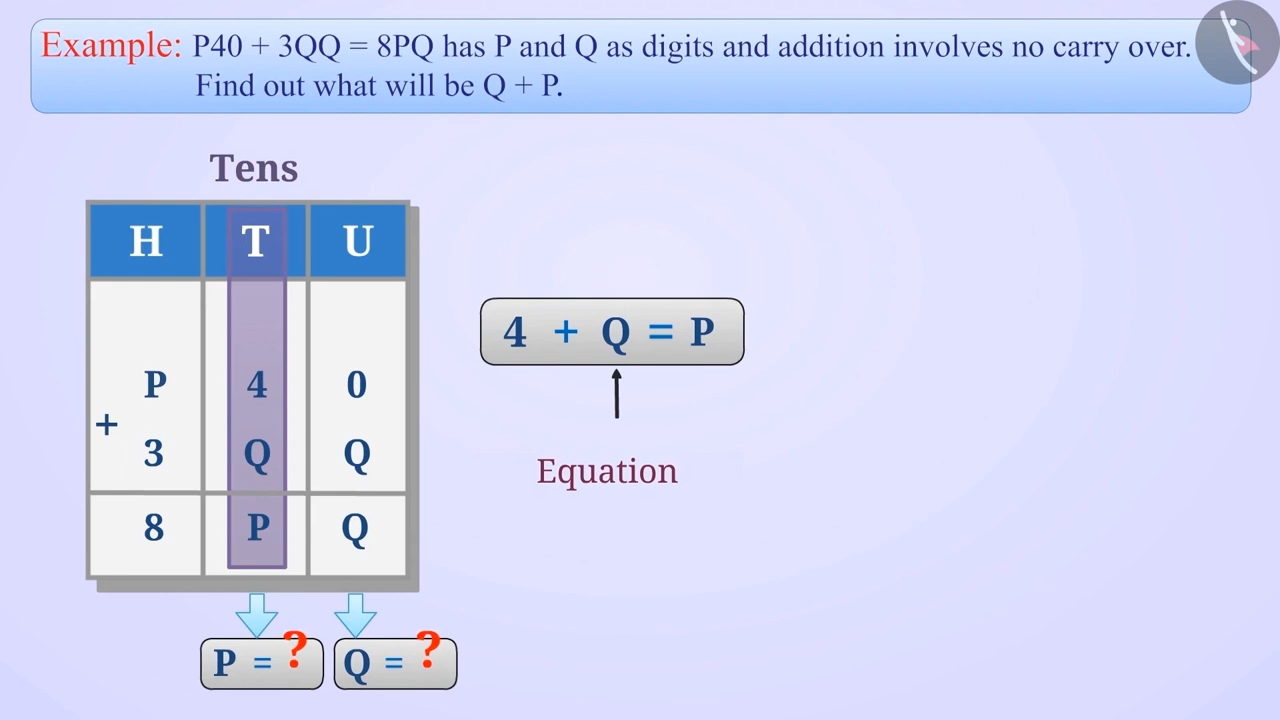 Example: P40 + 3QQ = 8PQ has P and Q as digits and addition involves no carry over.
Find out what will be Q + P.
Tens
H T U
P 4 0
+ 3 Q Q
8 P Q
4 + Q = P
Equation
P = ? Q = ?